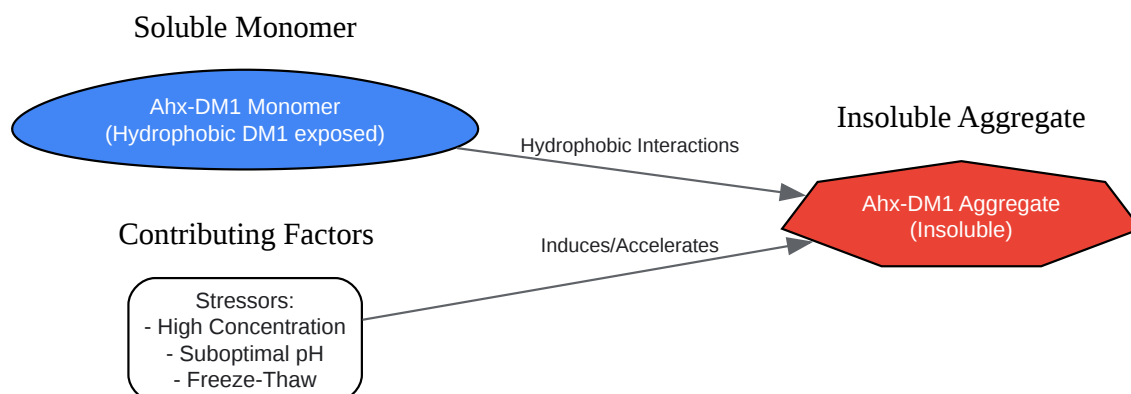 Soluble Monomer
Ahx-DM1 Monomer
(Hydrophobic DM1 exposed)
Hydrophobic Interactions
Insoluble Aggregate
Ahx-DM1 Aggregate
(Insoluble)
Contributing Factors
Induces/Accelerates
Stressors:
- High Concentration
- Suboptimal pH
- Freeze-Thaw